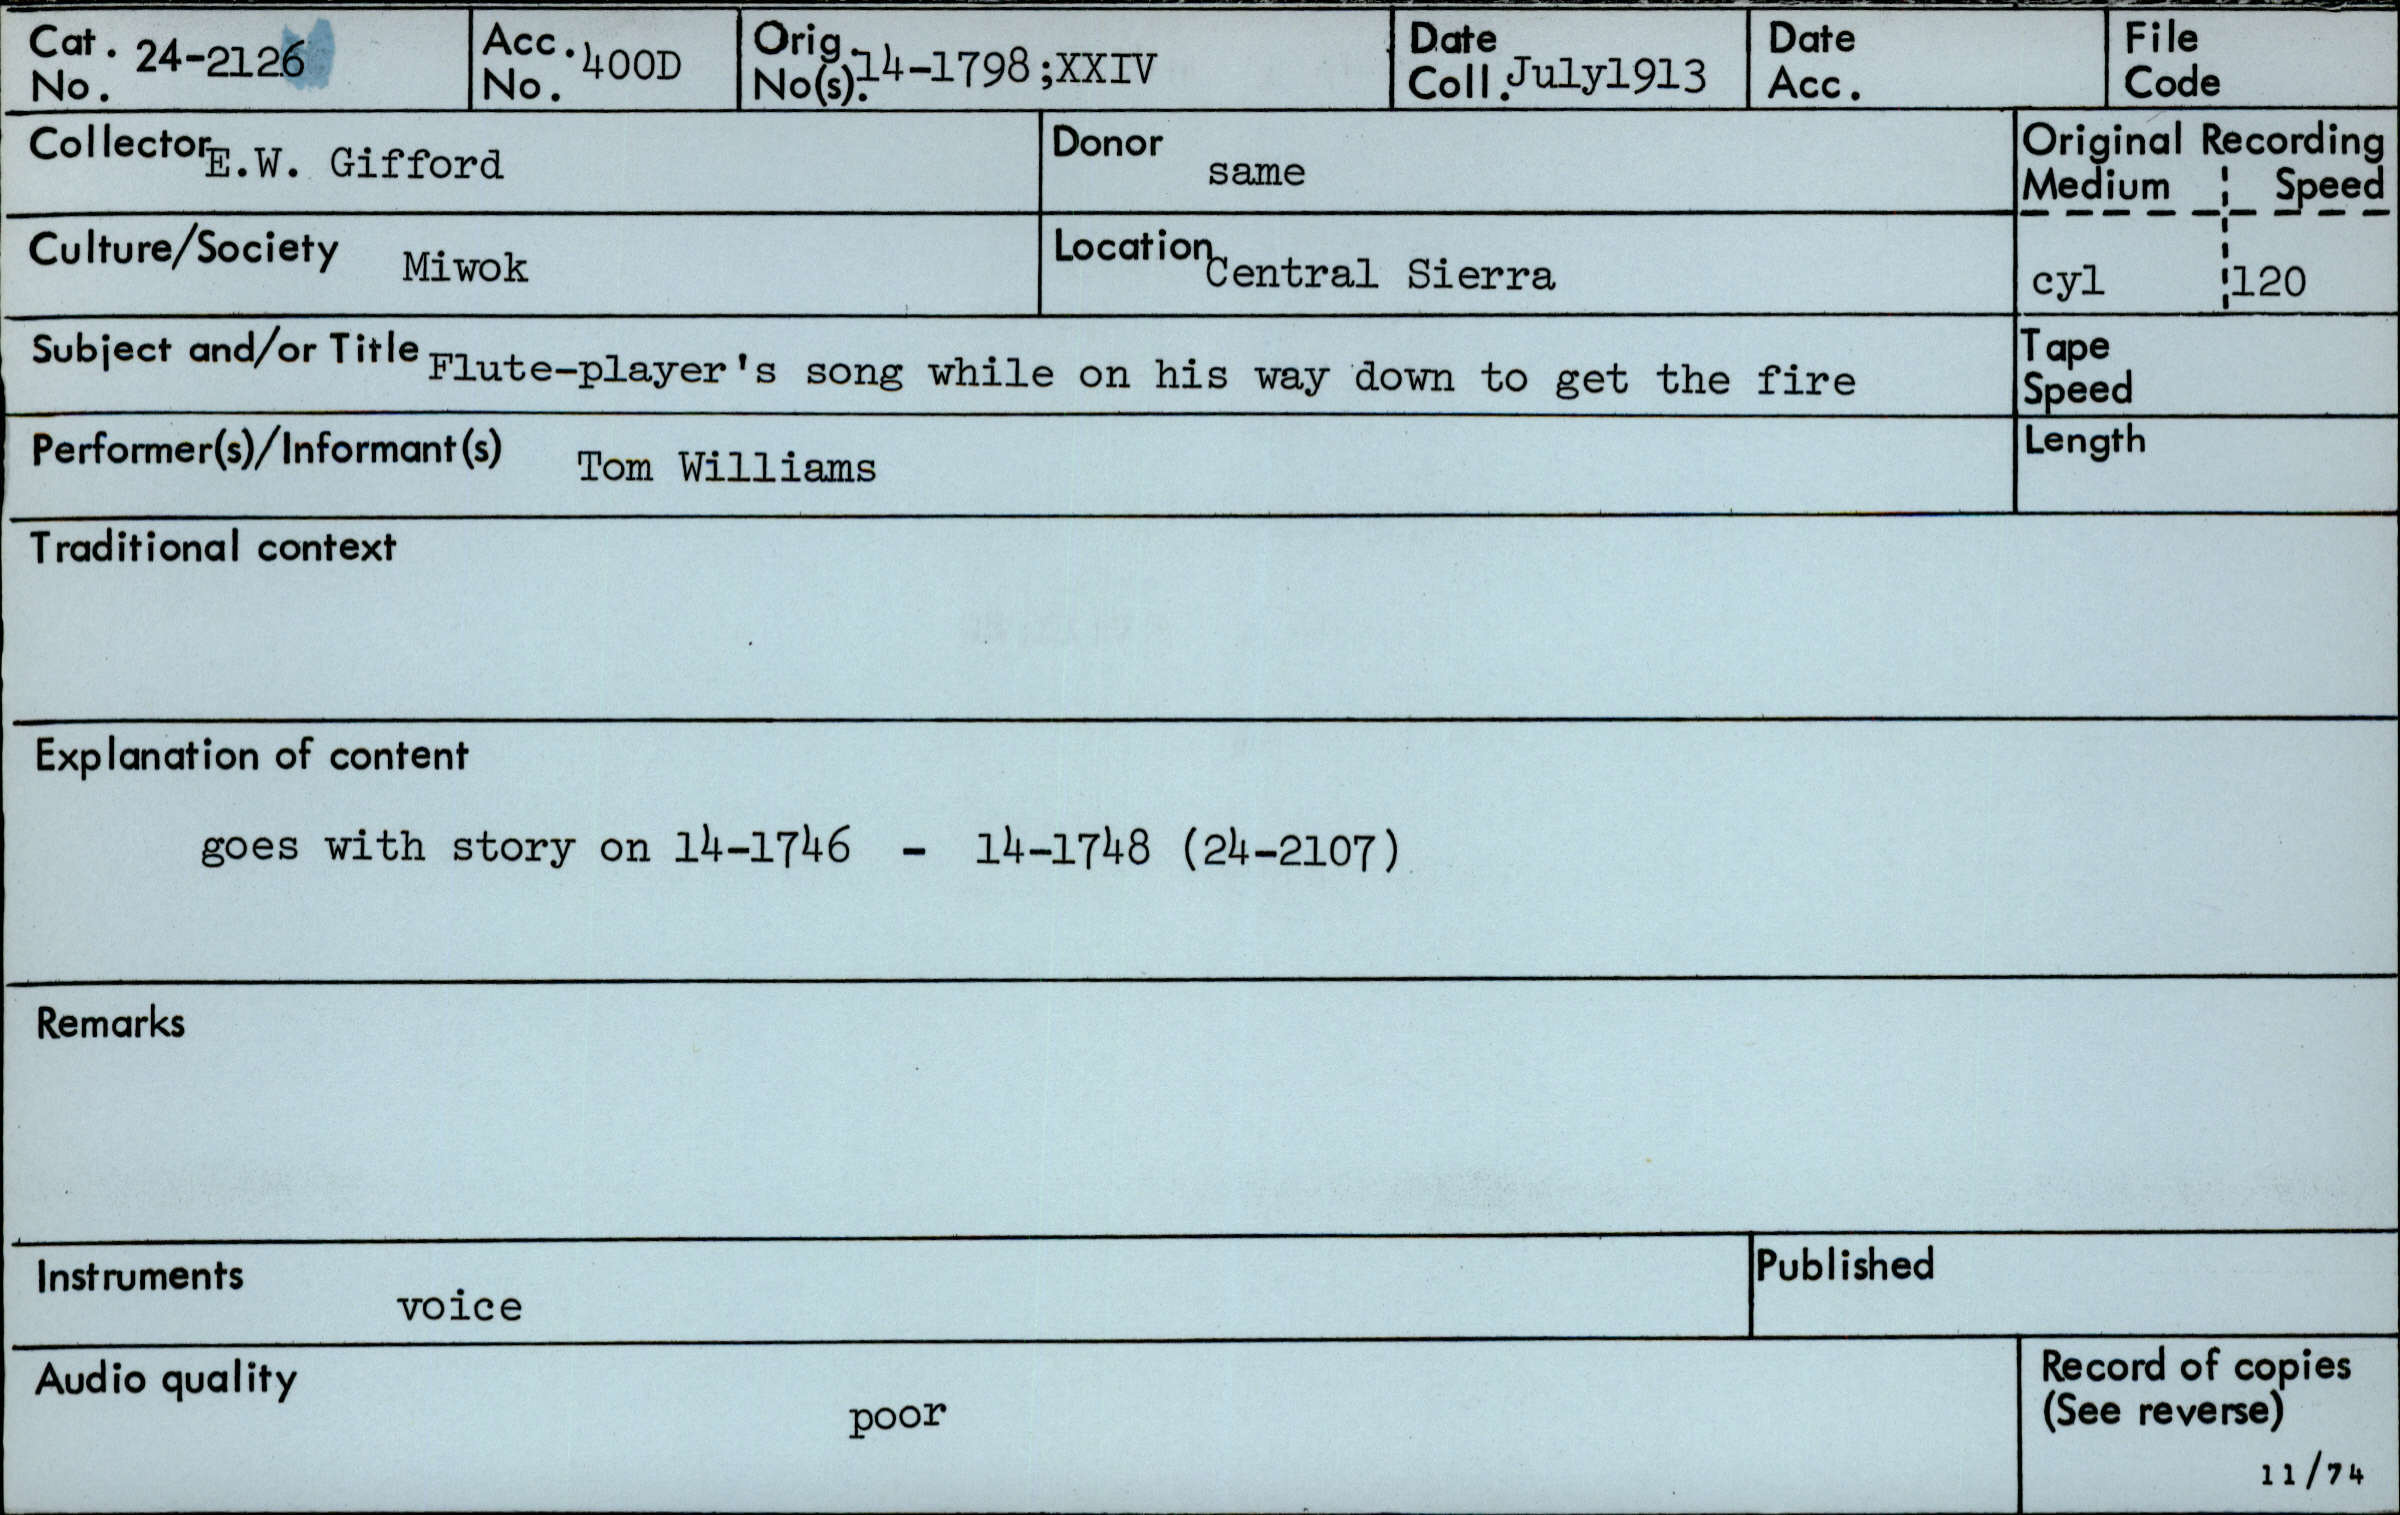 Cat. No. 24-2126
Acc. No. 400D
Orig. No(s). 14-1798;XXIV
Date Coll. July1913
Date Acc.
File Code
Collector E.W. Gifford
Donor same
Original Recording
Medium Speed
Culture/Society Miwok
Location Central Sierra
cyl 120
Subject and/or Title Flute-player's song while on his way down to get the fire
Tape Speed
Performer(s)/Informant(s) Tom Williams
Length
Traditional context
Explanation of content
goes with story on 14-1746 - 14-1748 (24-2107)
Remarks
Instruments voice
Published
Audio quality poor
Record of copies
(See reverse)
11/74